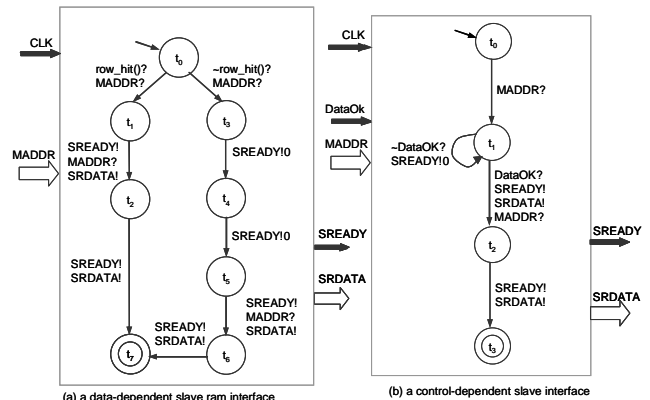 CLK
MADDR
t0
row_hit()?
MADDR?
~row_hit()?
MADDR?
t1
t3
SREADY!
MADDR?
SRDATA!
SREADY!0
t2
t4
SREADY!0
SREADY!
SRDATA!
t5
SREADY!
MADDR?
SRDATA!
SREADY!
SRDATA!
t7
t6
SREADY
SRDATA
(a) a data-dependent slave ram interface
CLK
DataOk
MADDR
t0
MADDR?
~DataOK?
SREADY!0
t1
DataOK?
SREADY!
SRDATA!
MADDR?
t2
SREADY!
SRDATA!
t3
SREADY
SRDATA
(b) a control-dependent slave interface